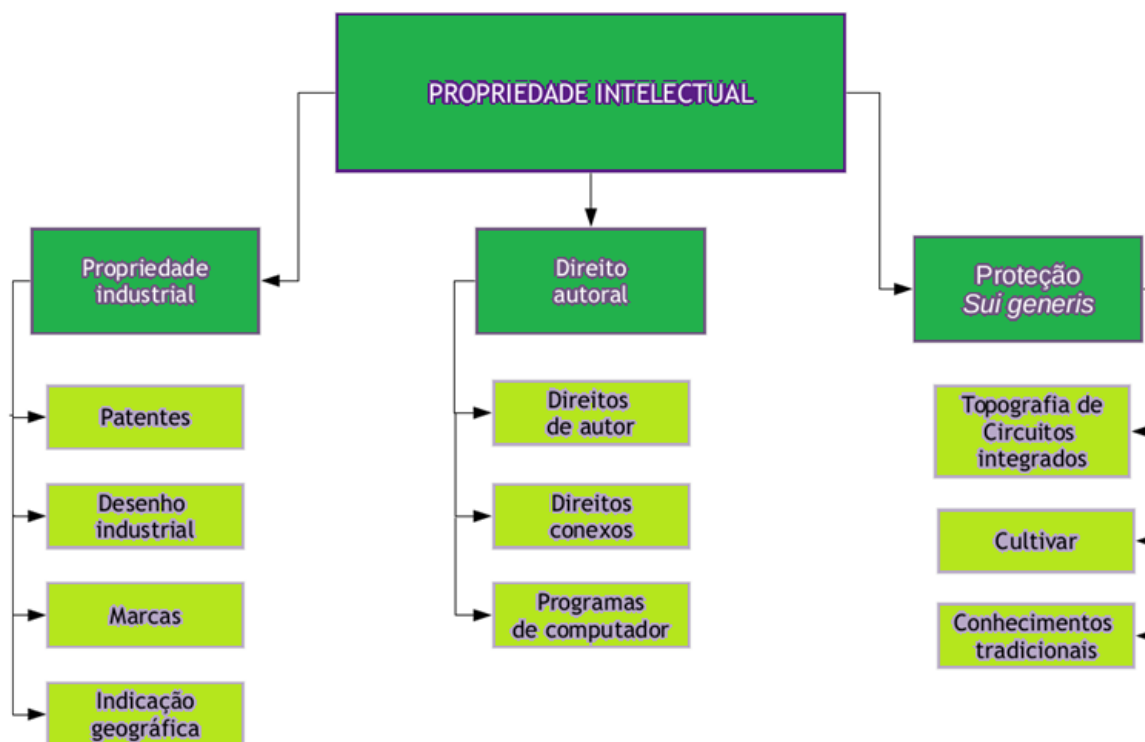 PROPRIEDADE INTELECTUAL
Propriedade
industrial
Patentes
Desenho
industrial
Marcas
Indicação
geográfica
Direito
autoral
Direitos
de autor
Direitos
conexos
Programas
de computador
Proteção
Sui generis
Topografia de
Circuitos
integrados
Cultivar
Conhecimentos
tradicionais